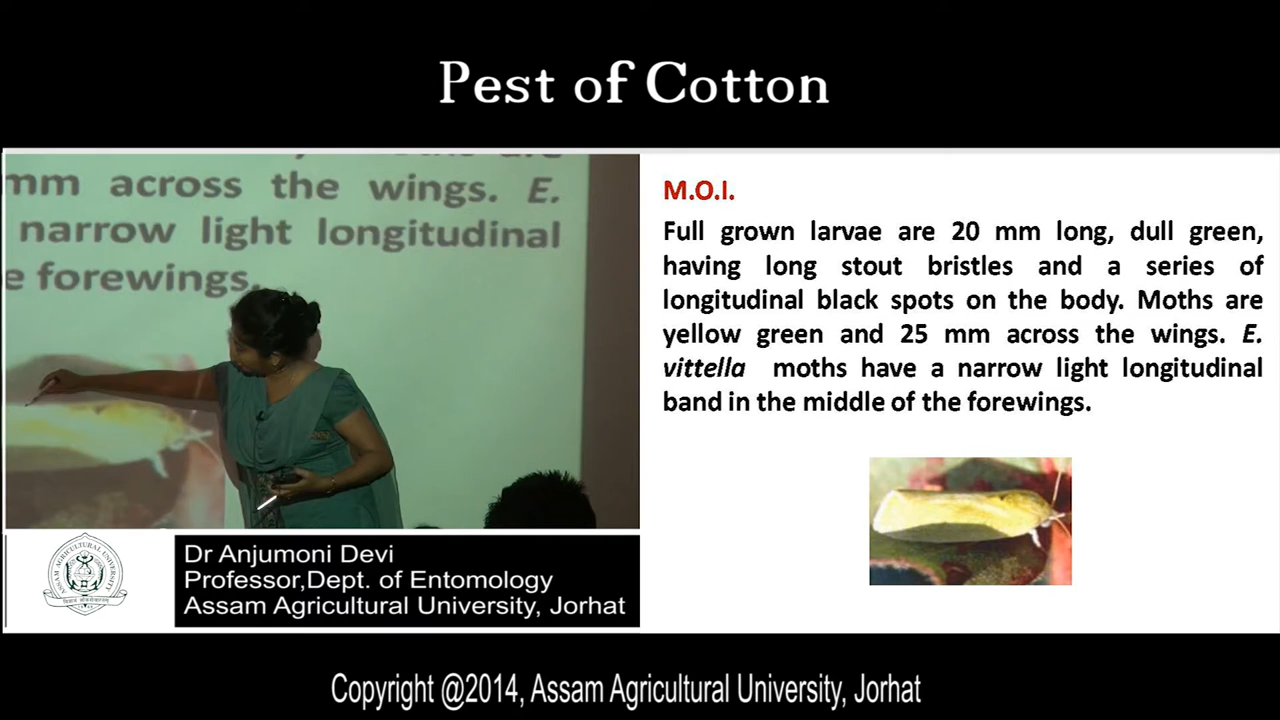 Pest of Cotton
mm across the wings. E.
narrow light longitudinal
e forewings.
M.O.I.
Full grown larvae are 20 mm long, dull green,
having long stout bristles and a series of
longitudinal black spots on the body. Moths are
yellow green and 25 mm across the wings. E.
vittella moths have a narrow light longitudinal
band in the middle of the forewings.
ASSAM AGRICULTURAL UNIVERSITY
Dr Anjumoni Devi
Professor,Dept. of Entomology
Assam Agricultural University, Jorhat
Copyright @2014, Assam Agricultural University, Jorhat